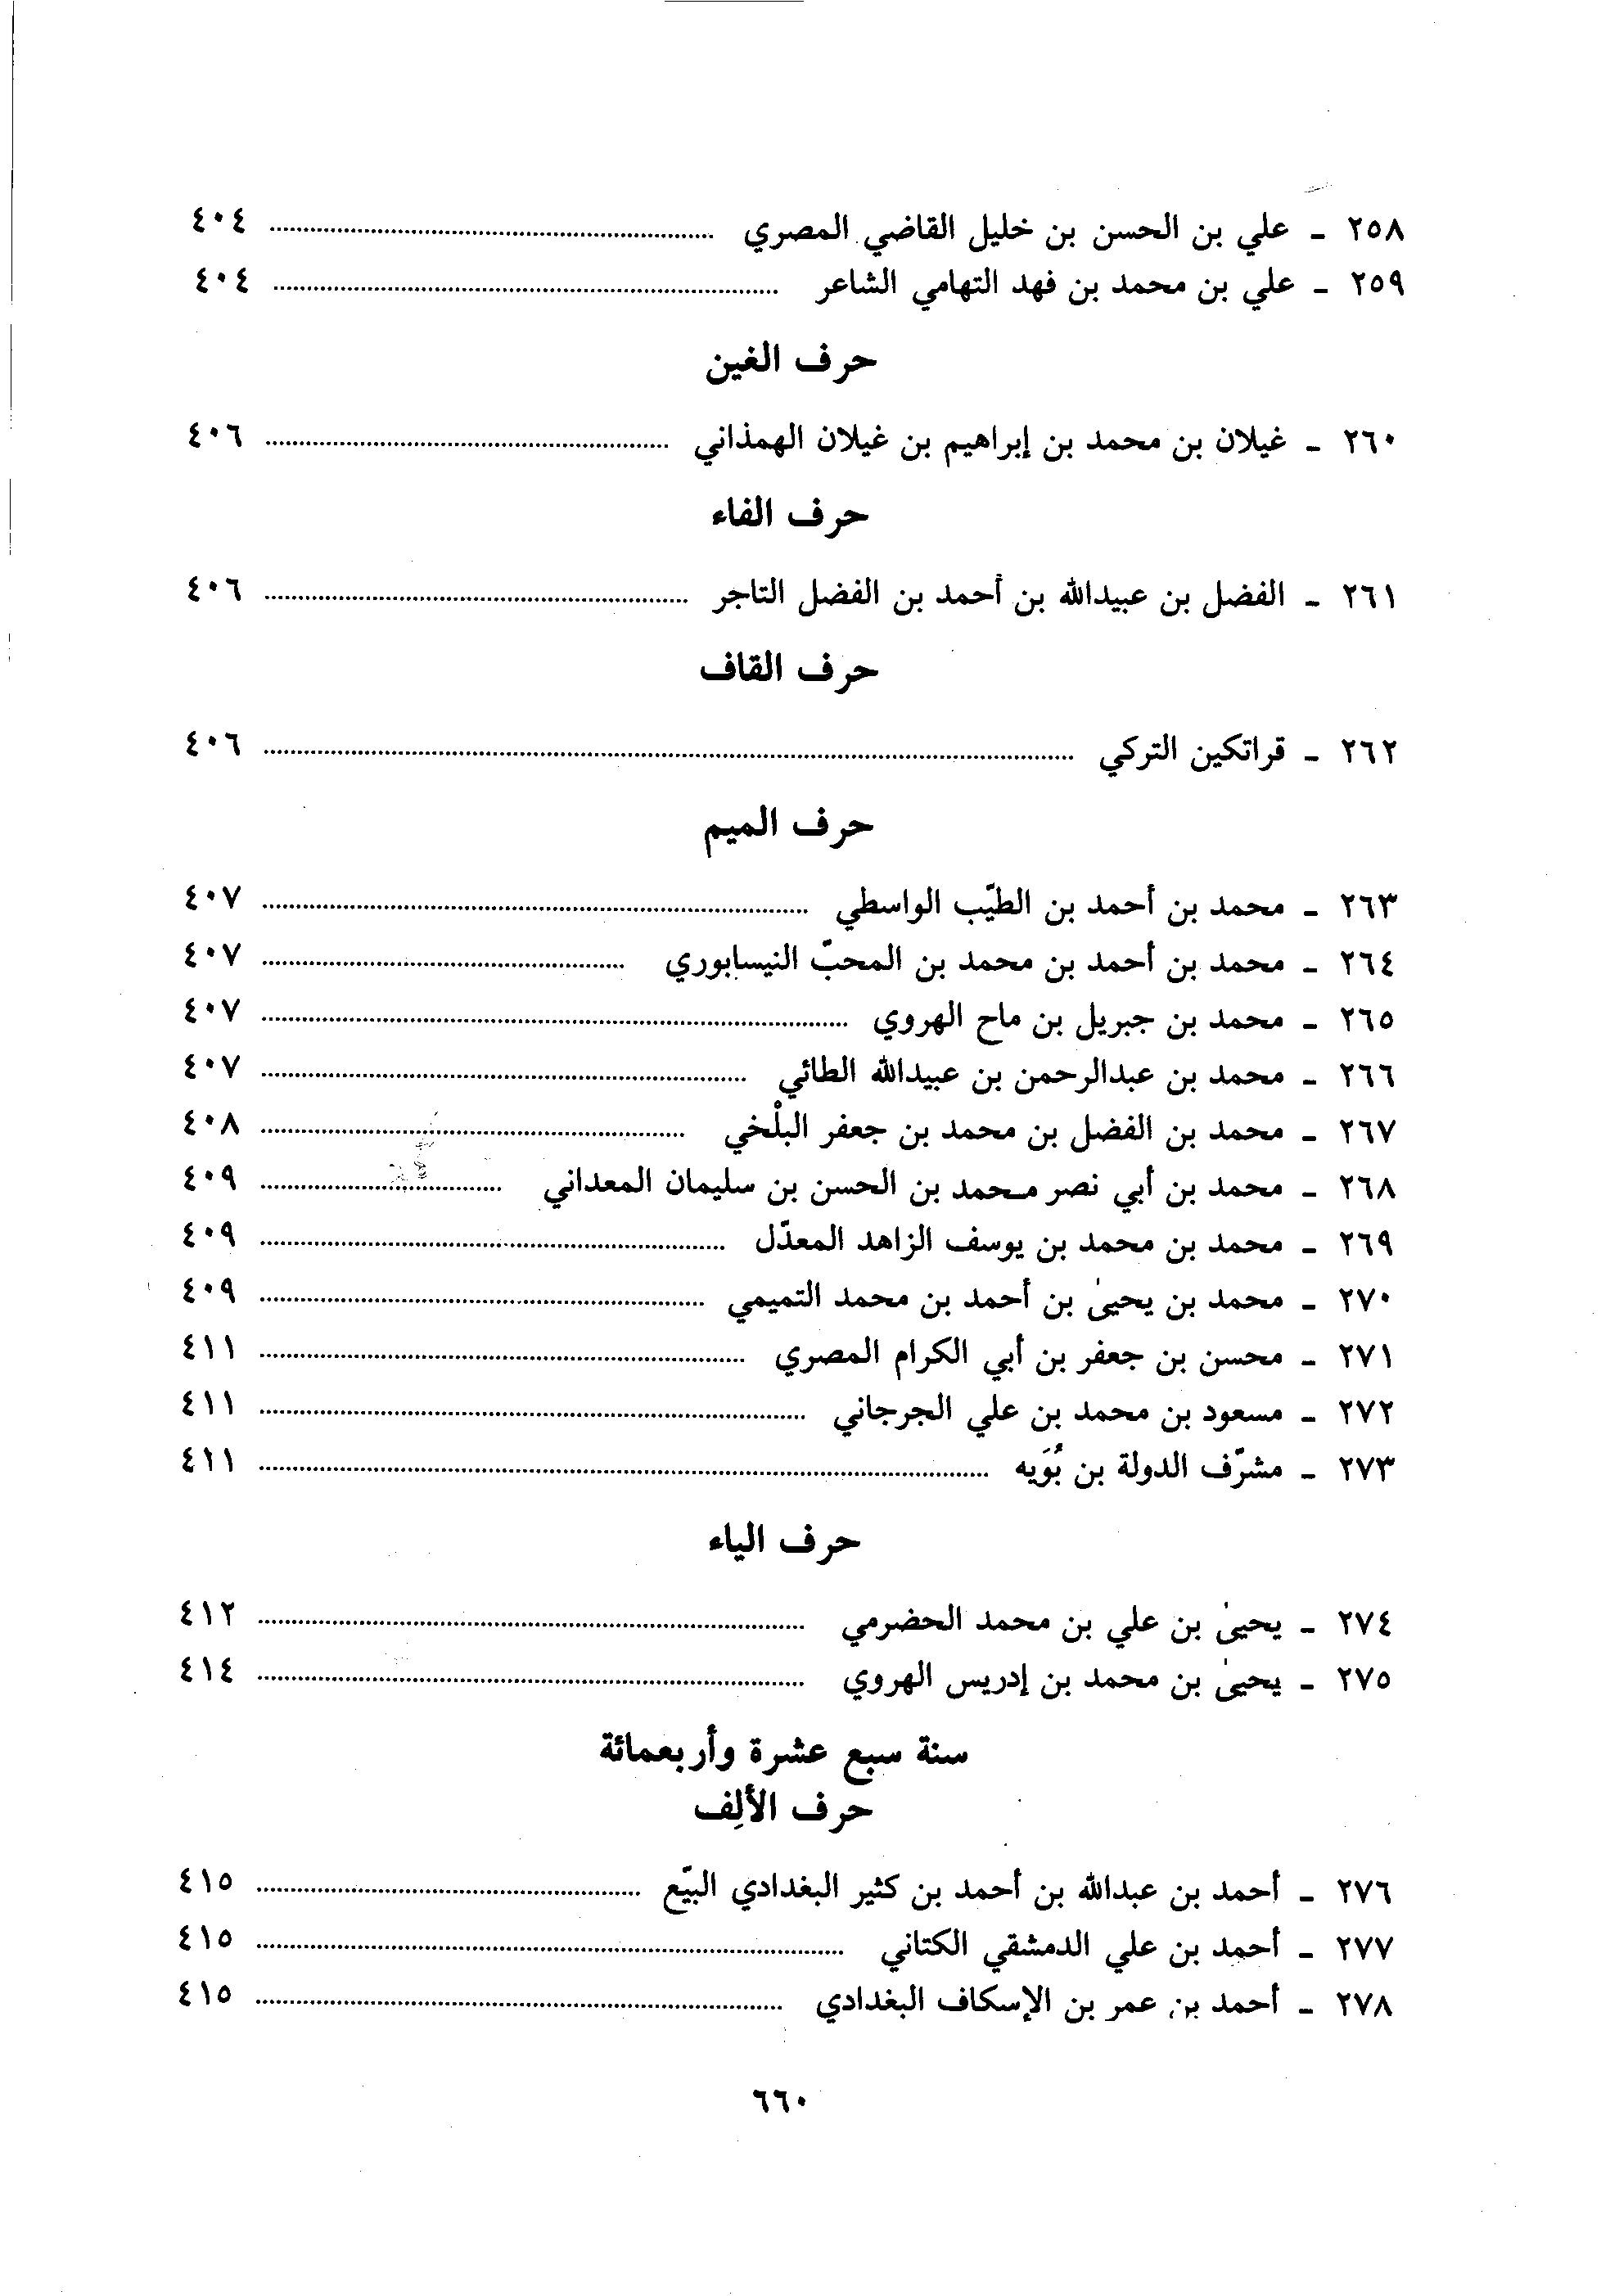 ٢٥٨ ـ علي بن الحسن بن خليل القاضي المصري ........ ٤٠٤
٢٥٩ ـ علي بن محمد بن فهد التهامي الشاعر ........ ٤٠٤
حرف الغين
٢٦٠ ـ غيلان بن محمد بن إبراهيم بن غيلان الهمذاني ........ ٤٠٦
حرف الفاء
٢٦١ ـ الفضل بن عبيدالله بن أحمد بن الفضل التاجر ........ ٤٠٦
حرف القاف
٢٦٢ ـ قراتكين التركي ........ ٤٠٦
حرف الميم
٢٦٣ ـ محمد بن أحمد بن الطيّب الواسطي ........ ٤٠٧
٢٦٤ ـ محمد بن أحمد بن محمد بن المحبّ النيسابوري ........ ٤٠٧
٢٦٥ ـ محمد بن جبريل بن ماح الهروي ........ ٤٠٧
٢٦٦ ـ محمد بن عبدالرحمن بن عبيدالله الطائي ........ ٤٠٧
٢٦٧ ـ محمد بن الفضل بن محمد بن جعفر البلْخي ........ ٤٠٨
٢٦٨ ـ محمد بن أبي نصر محمد بن الحسن بن سليمان المعداني ........ ٤٠٩
٢٦٩ ـ محمد بن محمد بن يوسف الزاهد المعدّل ........ ٤٠٩
٢٧٠ ـ محمد بن يحيىٰ بن أحمد بن محمد التميمي ........ ٤٠٩
٢٧١ ـ محسن بن جعفر بن أبي الكرام المصري ........ ٤١١
٢٧٢ ـ مسعود بن محمد بن علي الجرجاني ........ ٤١١
٢٧٣ ـ مشرّف الدولة بن بُوَيه ........ ٤١١
حرف الياء
٢٧٤ ـ يحيىٰ بن علي بن محمد الحضرمي ........ ٤١٢
٢٧٥ ـ يحيىٰ بن محمد بن إدريس الهروي ........ ٤١٤
سنة سبع عشرة وأربعمائة
حرف الألِف
٢٧٦ ـ أحمد بن عبدالله بن أحمد بن كثير البغدادي البيّع ........ ٤١٥
٢٧٧ ـ أحمد بن علي الدمشقي الكتاني ........ ٤١٥
٢٧٨ ـ أحمد بن عمر بن الإسكاف البغدادي ........ ٤١٥
٦٦٠